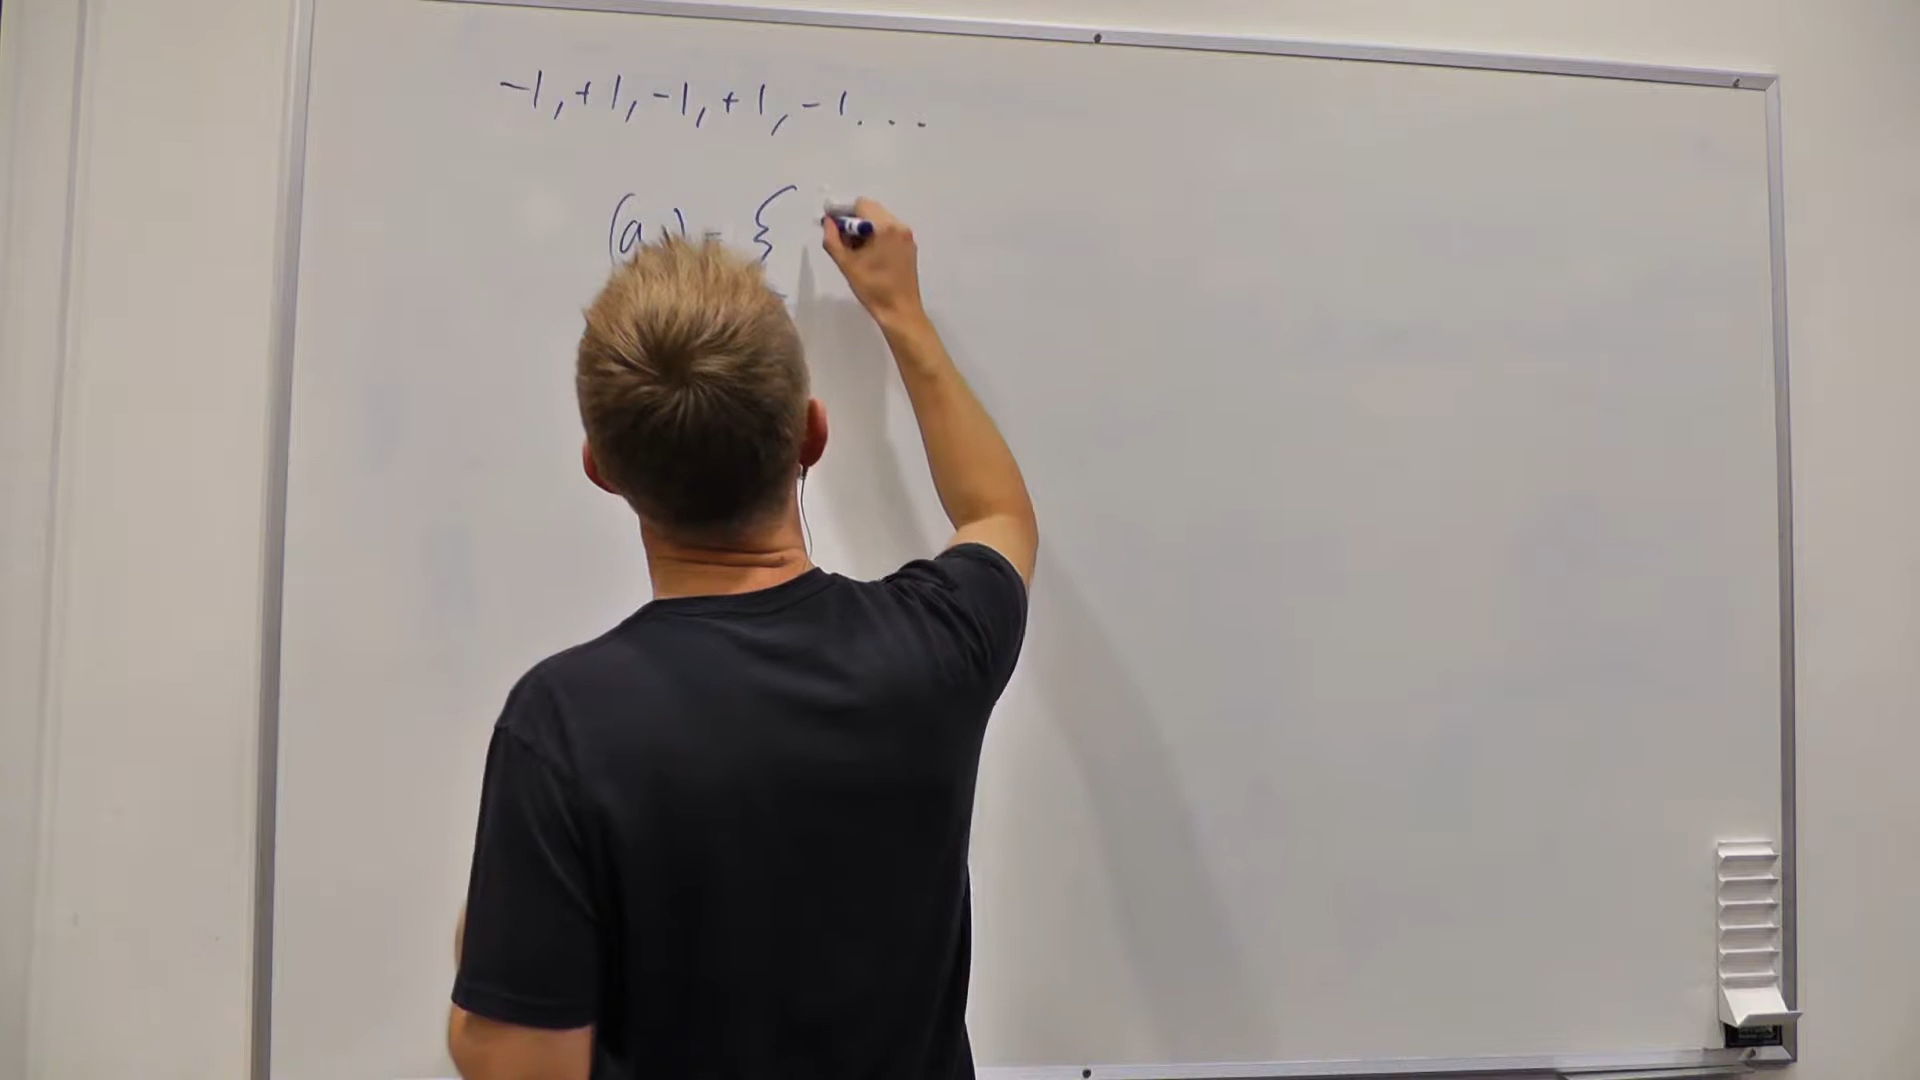 -1, +1, -1, +1, -1...
(a ) = {